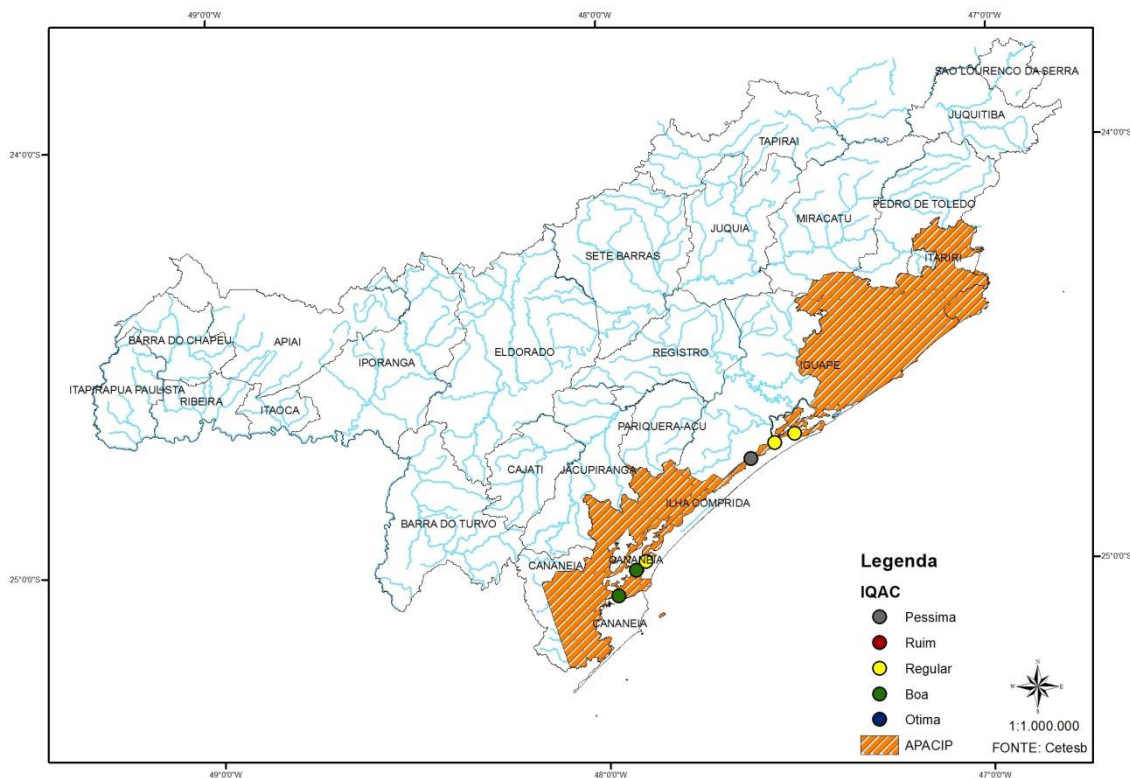 49°0'0"W
48°0'0"W
47°0'0"W
SAO LOURENCO DA SERRA
JUQUITIBA
24°0'0"S
24°0'0"S
TAPIRAI
PEDRO DE TOLEDO
MIRACATU
JUQUIA
SETE BARRAS
ITARIRI
BARRA DO CHAPEU
APIAI
IPORANGA
ELDORADO
REGISTRO
IGUAPE
ITAPIRAPUA PAULISTA
RIBEIRA
ITAOCA
PARIQUERA-ACU
CAJATI
JACUPIRANGA
ILHA COMPRIDA
BARRA DO TURVO
CANANEIA
CANANEIA
25°0'0"S
25°0'0"S
CANANEIA
Legenda
IQAC
Pessima
Ruim
Regular
Boa
Otima
APACIP
N
W
E
S
1:1.000.000
FONTE: Cetesb
49°0'0"W
48°0'0"W
47°0'0"W